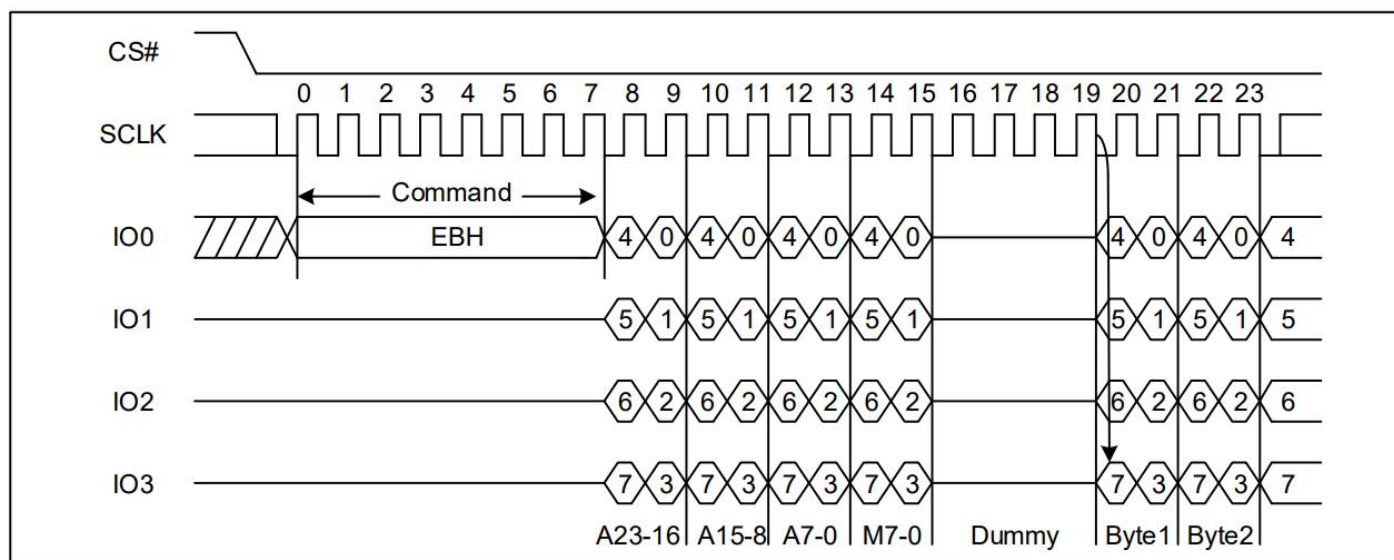 CS#
0 1 2 3 4 5 6 7 8 9 10 11 12 13 14 15 16 17 18 19 20 21 22 23
SCLK
Command
IO0 EBH 4 0 4 0 4 0 4 0 4 0 4 0 4
IO1 5 1 5 1 5 1 5 1 5 1 5 1 5
IO2 6 2 6 2 6 2 6 2 6 2 6 2 6
IO3 7 3 7 3 7 3 7 3 7 3 7 3 7
A23-16 A15-8 A7-0 M7-0 Dummy Byte1 Byte2